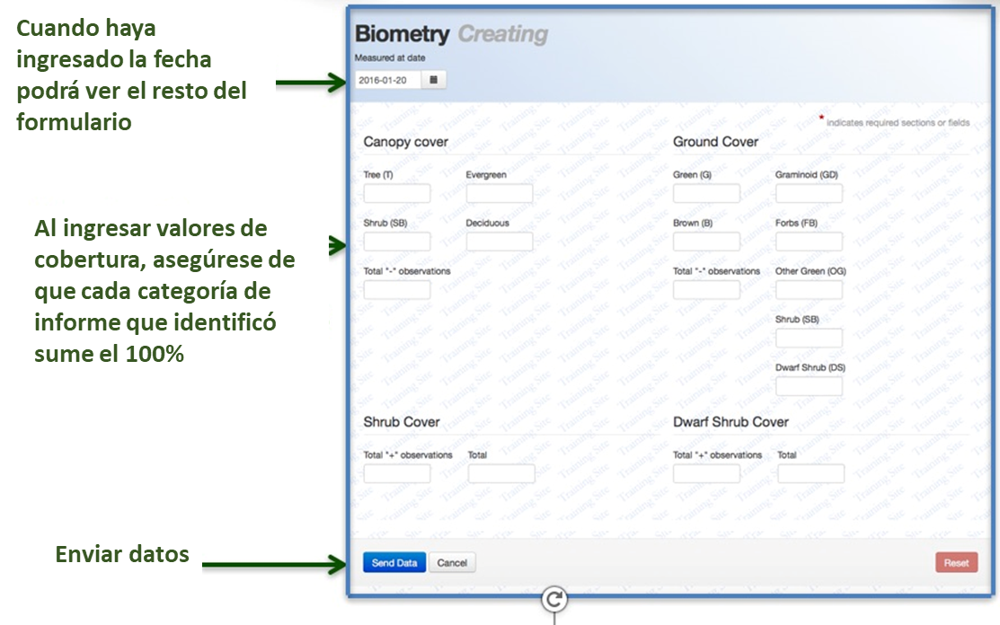 Cuando haya
ingresado la fecha
podrá ver el resto del
formulario
Al ingresar valores de
cobertura, asegúrese de
que cada categoría de
informe que identificó
sume el 100%
Enviar datos
Biometry Creating
Measured at date
2016-01-20
* indicates required sections or fields
Canopy cover
Tree (T) Evergreen
Shrub (SB) Deciduous
Total "-" observations
Ground Cover
Green (G) Graminoid (GD)
Brown (B) Forbs (FB)
Total "-" observations Other Green (OG)
Shrub (SB)
Dwarf Shrub (DS)
Shrub Cover
Total "+" observations Total
Dwarf Shrub Cover
Total "+" observations Total
Send Data Cancel Reset
Training Site